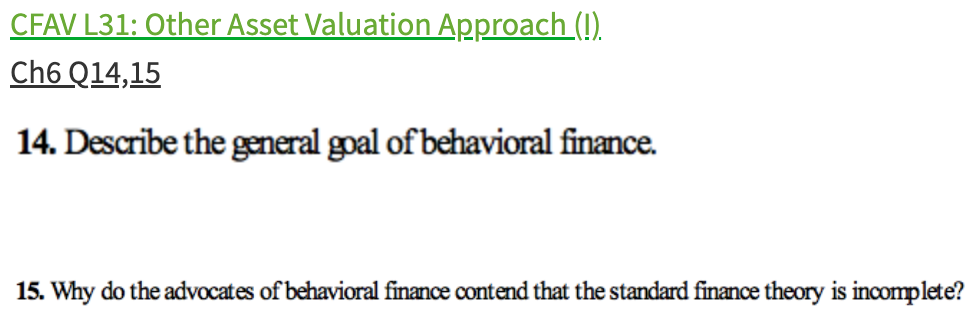 CFAV L31: Other Asset Valuation Approach (I)
Ch6 Q14,15
14. Describe the general goal of behavioral finance.
15. Why do the advocates of behavioral finance contend that the standard finance theory is incomplete?